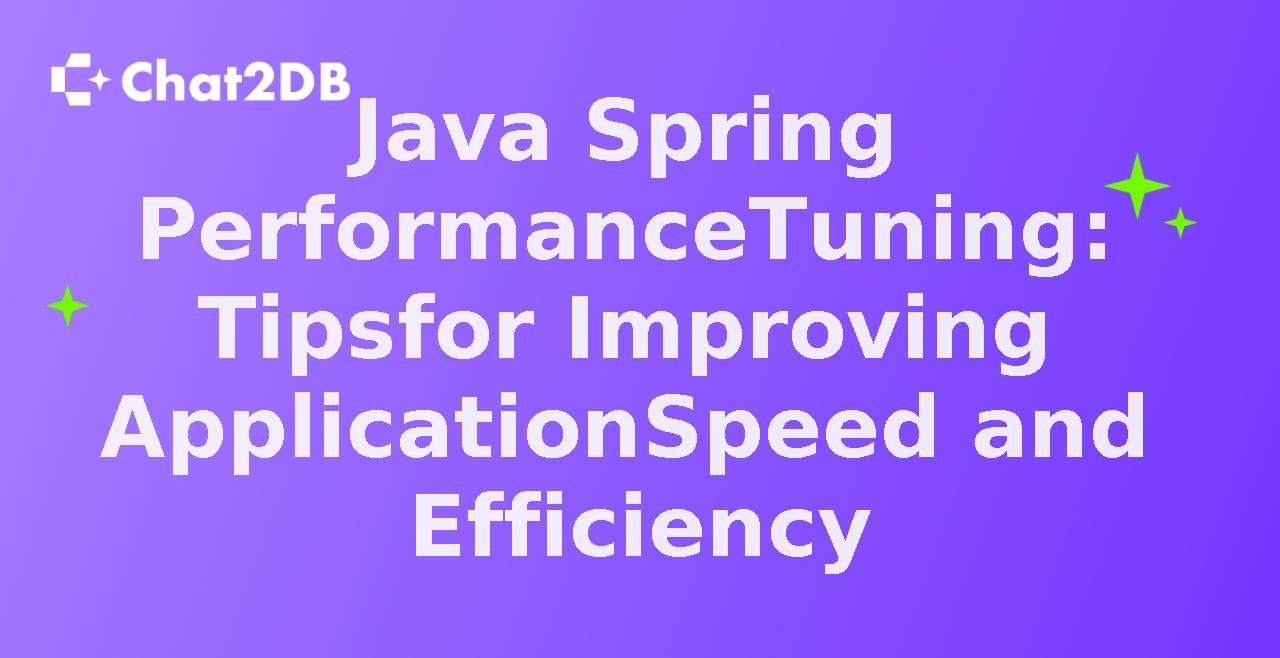 Chat2DB
Java Spring
PerformanceTuning:
Tipsfor Improving
ApplicationSpeed and
Efficiency